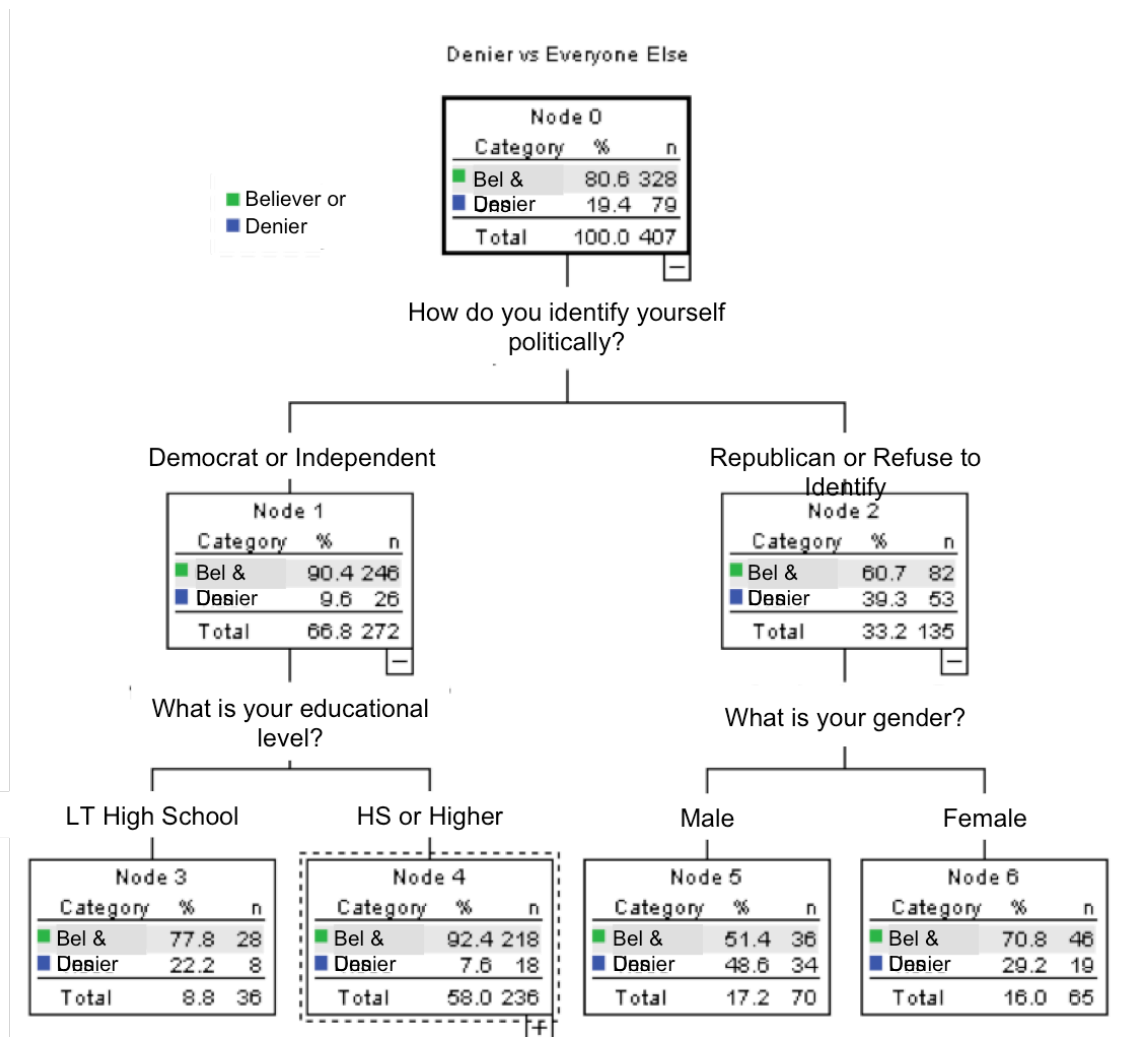 Denier vs Everyone Else
Node 0
Category % n
Bel & 80.6 328
Denier 19.4 79
Total 100.0 407
Believer or
Denier
How do you identify yourself
politically?
Democrat or Independent
Republican or Refuse to
Identify
Node 1
Category % n
Bel & 90.4 246
Denier 9.6 26
Total 66.8 272
Node 2
Category % n
Bel & 60.7 82
Denier 39.3 53
Total 33.2 135
What is your educational
level?
What is your gender?
LT High School
HS or Higher
Male
Female
Node 3
Category % n
Bel & 77.8 28
Denier 22.2 8
Total 8.8 36
Node 4
Category % n
Bel & 92.4 218
Denier 7.6 18
Total 58.0 236
Node 5
Category % n
Bel & 51.4 36
Denier 48.6 34
Total 17.2 70
Node 6
Category % n
Bel & 70.8 46
Denier 29.2 19
Total 16.0 65